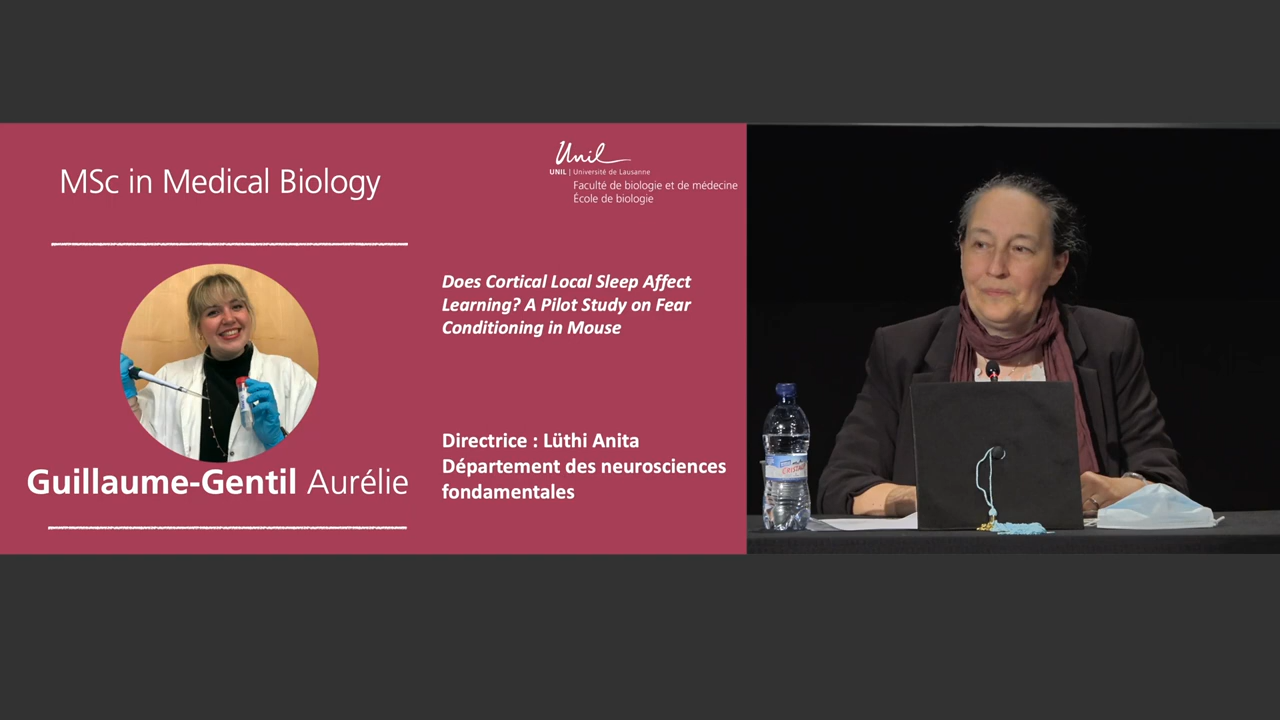 MSc in Medical Biology
Unil
UNIL | Université de Lausanne
Faculté de biologie et de médecine
École de biologie
Does Cortical Local Sleep Affect
Learning? A Pilot Study on Fear
Conditioning in Mouse
Guillaume-Gentil Aurélie
Directrice : Lüthi Anita
Département des neurosciences
fondamentales